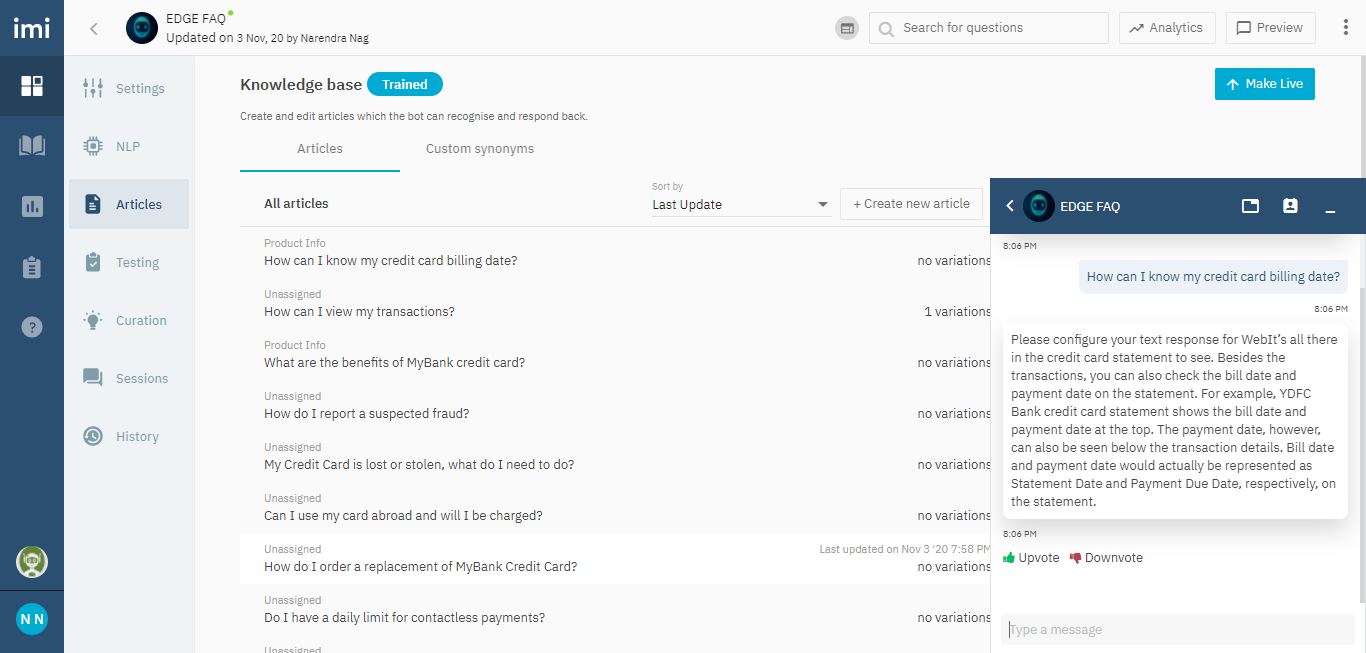 imi
EDGE FAQ
Updated on 3 Nov, 20 by Narendra Nag
Search for questions
Analytics
Preview
Settings
NLP
Articles
Testing
Curation
Sessions
History
N N
Knowledge base Trained
Make Live
Create and edit articles which the bot can recognise and respond back.
Articles Custom synonyms
All articles
Sort by
Last Update
+ Create new article
Product Info
How can I know my credit card billing date? no variations
Unassigned
How can I view my transactions? 1 variations
Product Info
What are the benefits of MyBank credit card? no variations
Unassigned
How do I report a suspected fraud? no variations
Unassigned
My Credit Card is lost or stolen, what do I need to do? no variations
Unassigned
Can I use my card abroad and will I be charged? no variations
Unassigned Last updated on Nov 3 '20 7:58 PM
How do I order a replacement of MyBank Credit Card? no variations
Unassigned
Do I have a daily limit for contactless payments? no variations
Unassigned
EDGE FAQ
8:06 PM
How can I know my credit card billing date?
8:06 PM
Please configure your text response for WebIt's all there
in the credit card statement to see. Besides the
transactions, you can also check the bill date and
payment date on the statement. For example, YDFC
Bank credit card statement shows the bill date and
payment date at the top. The payment date, however,
can also be seen below the transaction details. Bill date
and payment date would actually be represented as
Statement Date and Payment Due Date, respectively, on
the statement.
8:06 PM
Upvote Downvote
Type a message